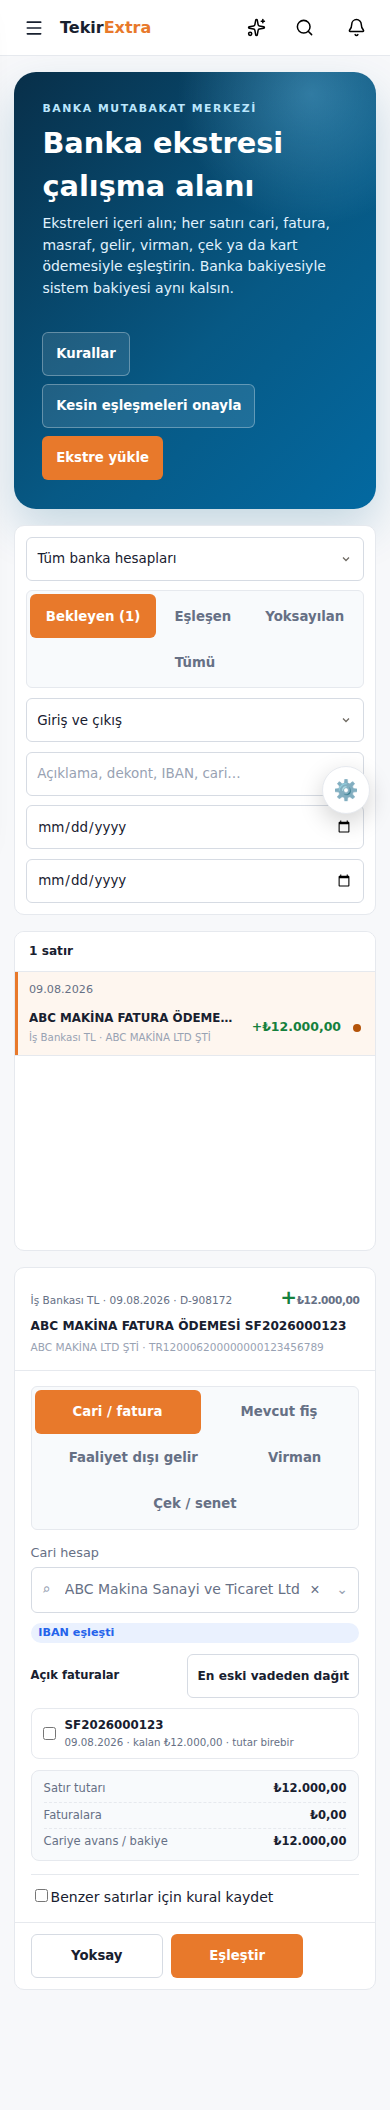 TekirExtra
BANKA MUTABAKAT MERKEZİ
Banka ekstresi
çalışma alanı
Ekstreleri içeri alın; her satırı cari, fatura,
masraf, gelir, virman, çek ya da kart
ödemesiyle eşleştirin. Banka bakiyesiyle
sistem bakiyesi aynı kalsın.
Kurallar
Kesin eşleşmeleri onayla
Ekstre yükle
Tüm banka hesapları
Bekleyen (1) Eşleşen Yoksayılan
Tümü
Giriş ve çıkış
Açıklama, dekont, IBAN, cari...
mm/dd/yyyy
mm/dd/yyyy
1 satır
09.08.2026
ABC MAKİNA FATURA ÖDEME... +₺12.000,00
İş Bankası TL · ABC MAKİNA LTD ŞTİ
İş Bankası TL · 09.08.2026 · D-908172 +₺12.000,00
ABC MAKİNA FATURA ÖDEMESİ SF2026000123
ABC MAKİNA LTD ŞTİ · TR120006200000000123456789
Cari / fatura Mevcut fiş
Faaliyet dışı gelir Virman
Çek / senet
Cari hesap
ABC Makina Sanayi ve Ticaret Ltd ×
IBAN eşleşti
Açık faturalar En eski vadeden dağıt
SF2026000123
09.08.2026 · kalan ₺12.000,00 · tutar birebir
Satır tutarı ₺12.000,00
Faturalara ₺0,00
Cariye avans / bakiye ₺12.000,00
Benzer satırlar için kural kaydet
Yoksay Eşleştir